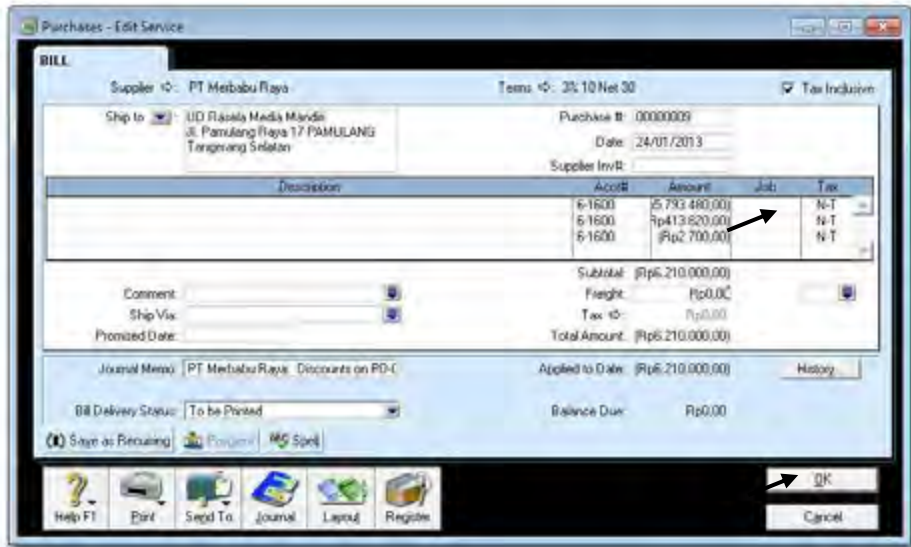 Purchases - Edit Service
BILL
Supplier ⇨: PT Merbabu Raya
Terms ⇨: 3% 10 Net 30
Tax Inclusive
Ship to : UD Rasela Media Mandiri
Jl. Pamulang Raya 17 PAMULANG
Tangerang Selatan
Purchase #: 00000009
Date: 24/01/2013
Supplier Inv#:
Description Acct# Amount Job Tax
6-1600 (5.793.480,00) N-T
6-1600 Rp413.820,00) N-T
6-1600 (Rp2.700,00) N-T
Subtotal: (Rp6.210.000,00)
Comment:
Freight: Rp0,00
Ship Via:
Tax ⇨: Rp0,00
Promised Date:
Total Amount: (Rp6.210.000,00)
Journal Memo: PT Merbabu Raya: Discounts on PO-0
Applied to Date: (Rp6.210.000,00)
History
Bill Delivery Status: To be Printed
Balance Due: Rp0,00
Save as Recurring
Spell
Help F1
Print
Send To
Journal
Layout
Register
OK
Cancel